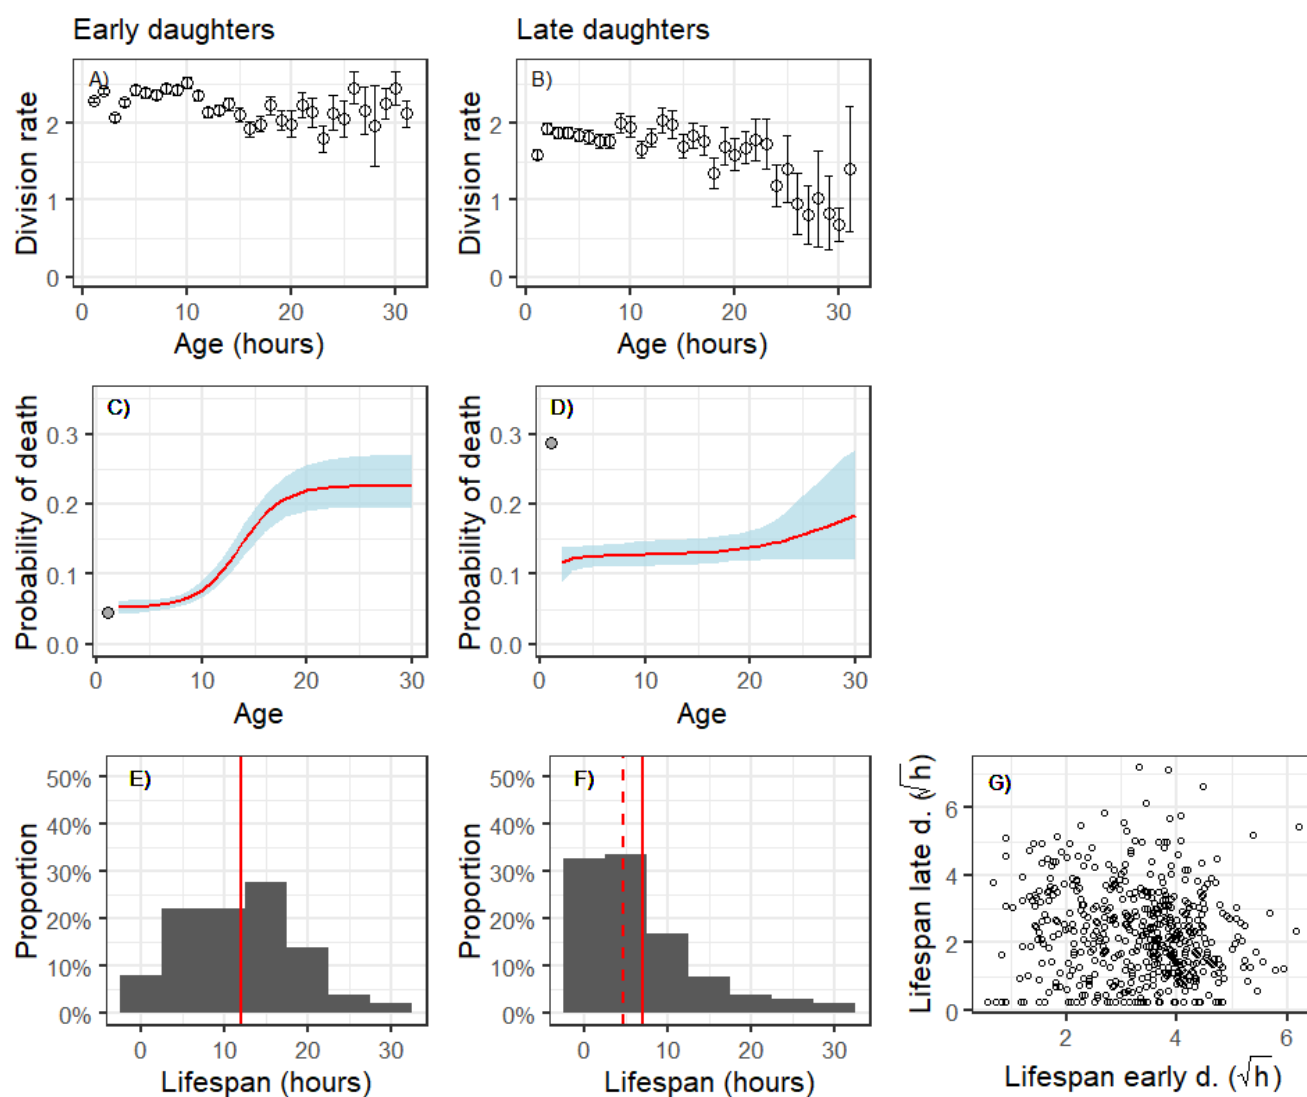 Early daughters
Late daughters
A)
B)
Division rate
2
1
0
0 10 20 30
Age (hours)
Division rate
2
1
0
0 10 20 30
Age (hours)
C)
D)
Probability of death
0.3
0.2
0.1
0.0
0 10 20 30
Age
Probability of death
0.3
0.2
0.1
0.0
0 10 20 30
Age
E)
F)
G)
Proportion
50%
40%
30%
20%
10%
0%
0 10 20 30
Lifespan (hours)
Proportion
50%
40%
30%
20%
10%
0%
0 10 20 30
Lifespan (hours)
Lifespan late d. (√h)
6
4
2
0
2 4 6
Lifespan early d. (√h)